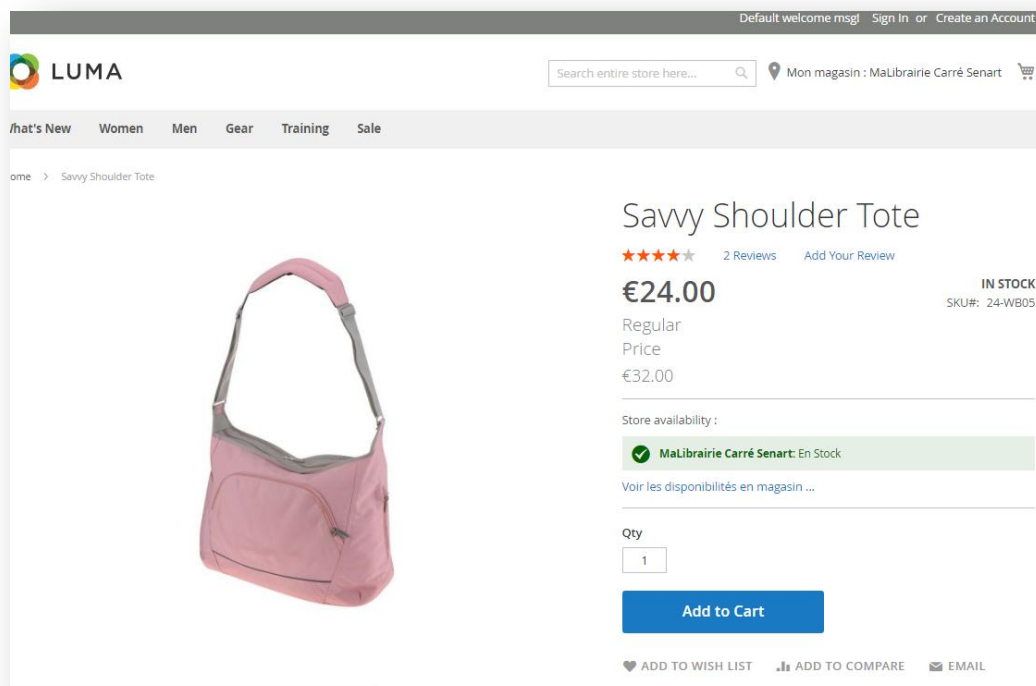 Default welcome msg! Sign In or Create an Account
LUMA
Search entire store here...
Mon magasin : MaLibrairie Carré Senart
What's New Women Men Gear Training Sale
ome > Savvy Shoulder Tote
Savvy Shoulder Tote
2 Reviews Add Your Review
€24.00
IN STOCK
SKU#: 24-WB05
Regular
Price
€32.00
Store availability :
MaLibrairie Carré Senart: En Stock
Voir les disponibilités en magasin ...
Qty
1
Add to Cart
ADD TO WISH LIST ADD TO COMPARE EMAIL